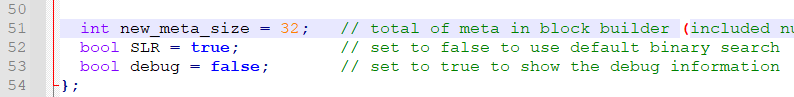 50
51 int new_meta_size = 32; // total of meta in block builder (included
52 bool SLR = true; // set to false to use default binary search
53 bool debug = false; // set to true to show the debug information
54 };